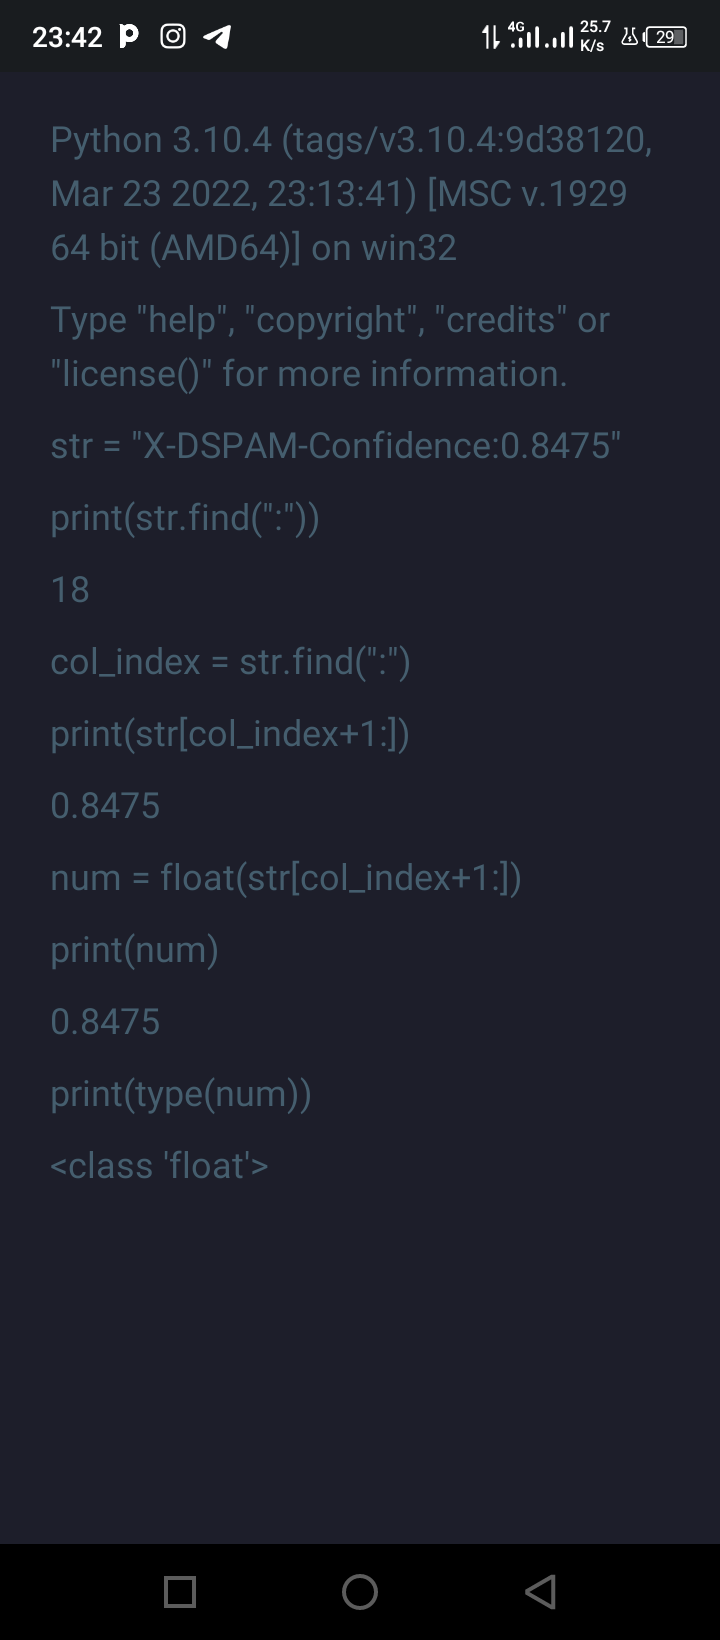 23:42
4G
25.7
K/s
29
Python 3.10.4 (tags/v3.10.4:9d38120,
Mar 23 2022, 23:13:41) [MSC v.1929
64 bit (AMD64)] on win32
Type "help", "copyright", "credits" or
"license()" for more information.
str = "X-DSPAM-Confidence:0.8475"
print(str.find(":"))
18
col_index = str.find(":")
print(str[col_index+1:])
0.8475
num = float(str[col_index+1:])
print(num)
0.8475
print(type(num))
<class 'float'>